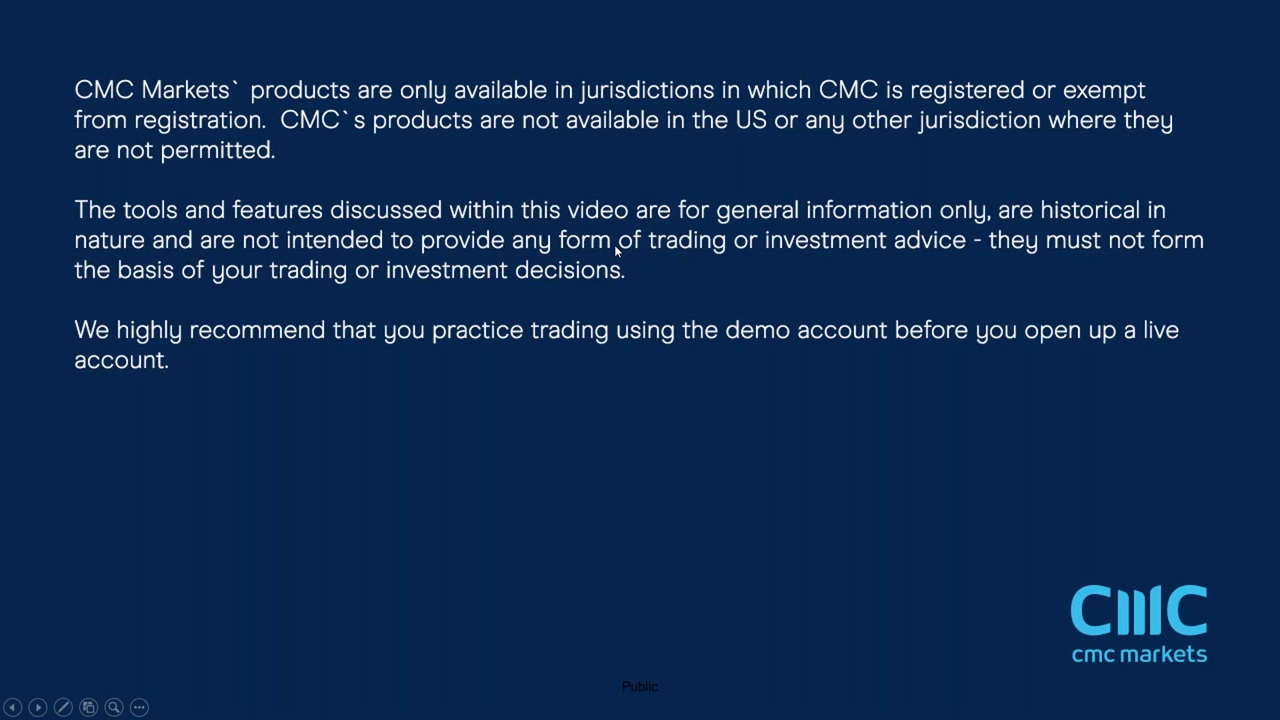 CMC Markets` products are only available in jurisdictions in which CMC is registered or exempt
from registration.  CMC`s products are not available in the US or any other jurisdiction where they
are not permitted.
The tools and features discussed within this video are for general information only, are historical in
nature and are not intended to provide any form of trading or investment advice - they must not form
the basis of your trading or investment decisions.
We highly recommend that you practice trading using the demo account before you open up a live
account.
CMC
cmc markets
Public